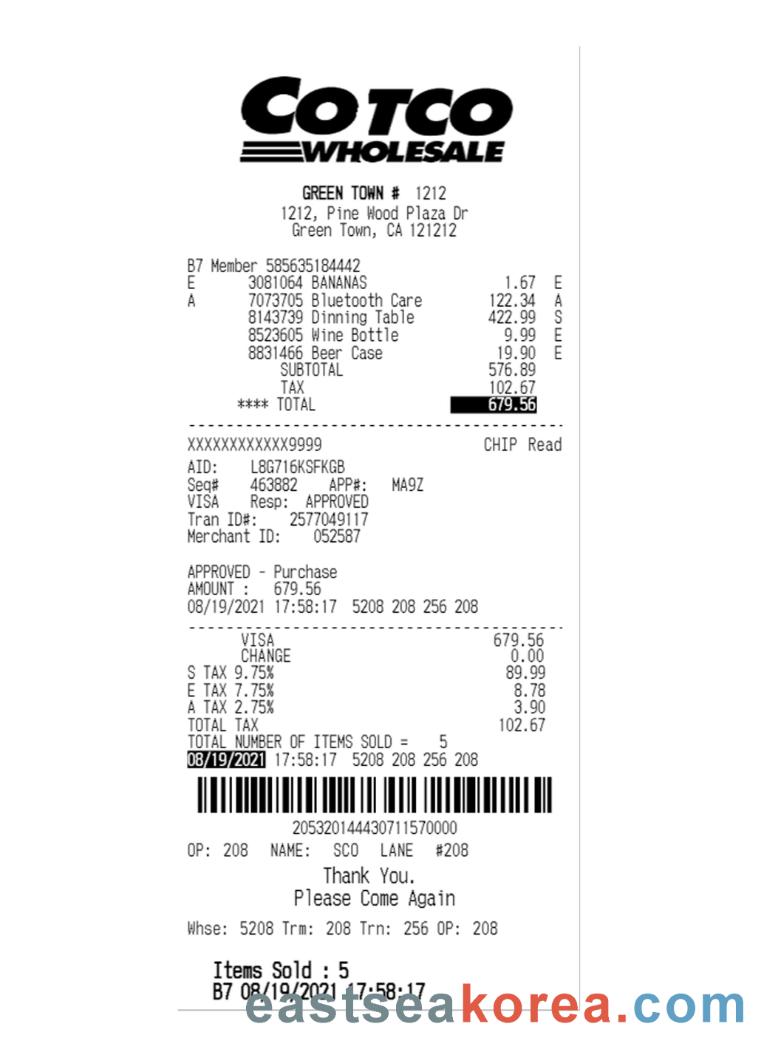 COTCO
WHOLESALE
GREEN TOWN # 1212
1212, Pine Wood Plaza Dr
Green Town, CA 121212
B7 Member 585635184442
E 3081064 BANANAS 1.67 E
A 7073705 Bluetooth Care 122.34 A
8143739 Dinning Table 422.99 S
8523605 Wine Bottle 9.99 E
8831466 Beer Case 19.90 E
SUBTOTAL 576.89
TAX 102.67
**** TOTAL 679.56
XXXXXXXXXXXX9999 CHIP Read
AID: L8G716KSFKGB
Seq# 463882 APP#: MA9Z
VISA Resp: APPROVED
Tran ID#: 2577049117
Merchant ID: 052587
APPROVED - Purchase
AMOUNT : 679.56
08/19/2021 17:58:17 5208 208 256 208
VISA 679.56
CHANGE 0.00
S TAX 9.75% 89.99
E TAX 7.75% 8.78
A TAX 2.75% 3.90
TOTAL TAX 102.67
TOTAL NUMBER OF ITEMS SOLD = 5
08/19/2021 17:58:17 5208 208 256 208
205320144430711570000
OP: 208 NAME: SCO LANE #208
Thank You.
Please Come Again
Whse: 5208 Trm: 208 Trn: 256 OP: 208
Items Sold : 5
B7 08/19/2021 17:58:17
eastseakorea.com